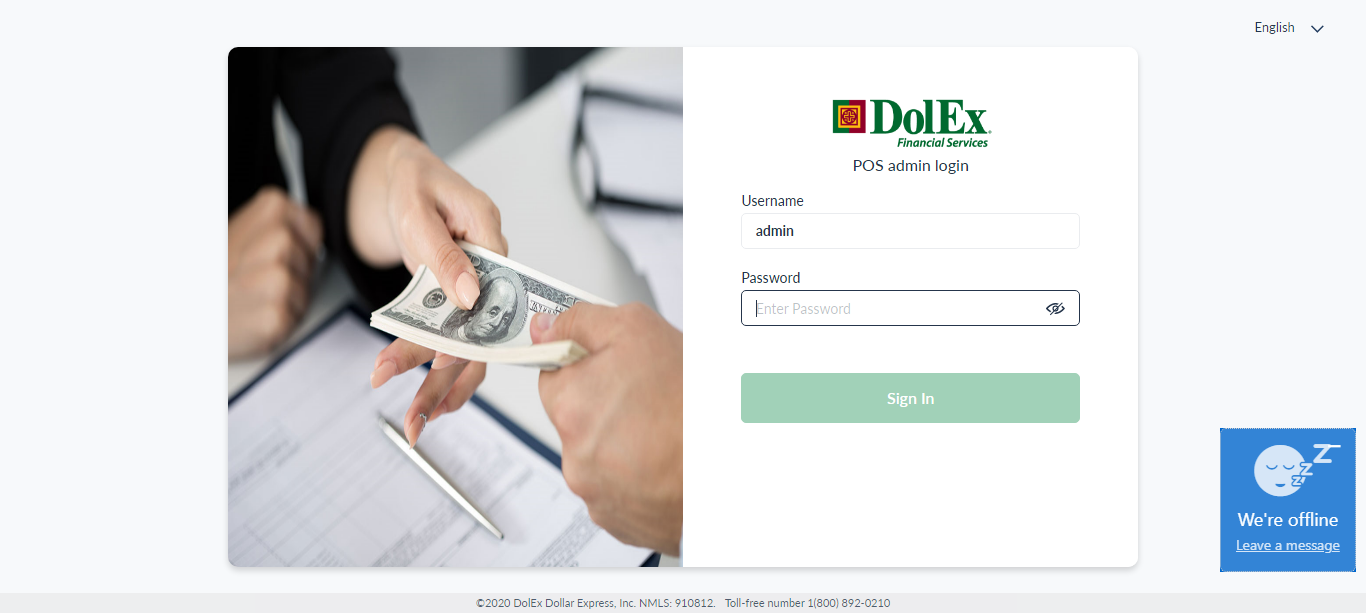 English
DolEx
Financial Services
POS admin login
Username
admin
Password
Enter Password
Sign In
We're offline
Leave a message
©2020 DolEx Dollar Express, Inc. NMLS: 910812. Toll-free number 1(800) 892-0210